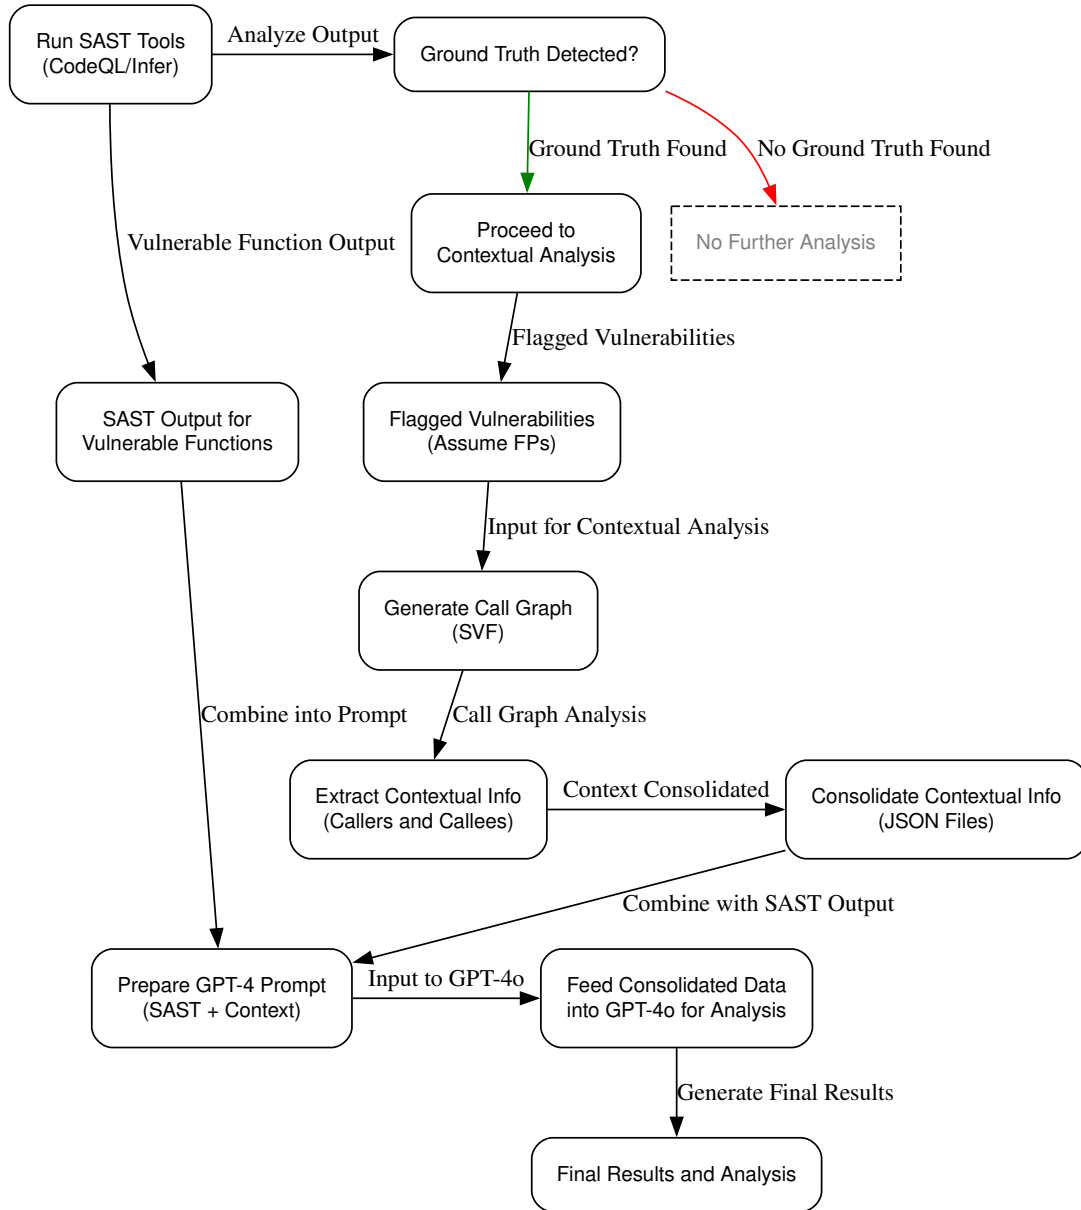 Run SAST Tools
(CodeQL/Infer)
Analyze Output
Ground Truth Detected?
Ground Truth Found
No Ground Truth Found
Vulnerable Function Output
Proceed to
Contextual Analysis
No Further Analysis
Flagged Vulnerabilities
SAST Output for
Vulnerable Functions
Flagged Vulnerabilities
(Assume FPs)
Input for Contextual Analysis
Generate Call Graph
(SVF)
Combine into Prompt
Call Graph Analysis
Extract Contextual Info
(Callers and Callees)
Context Consolidated
Consolidate Contextual Info
(JSON Files)
Combine with SAST Output
Prepare GPT-4 Prompt
(SAST + Context)
Input to GPT-4o
Feed Consolidated Data
into GPT-4o for Analysis
Generate Final Results
Final Results and Analysis